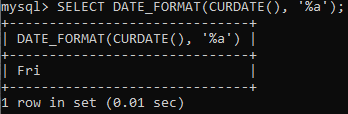 mysql> SELECT DATE_FORMAT(CURDATE(), '%a');
+----------------------------+
| DATE_FORMAT(CURDATE(), '%a') |
+----------------------------+
| Fri                          |
+----------------------------+
1 row in set (0.01 sec)